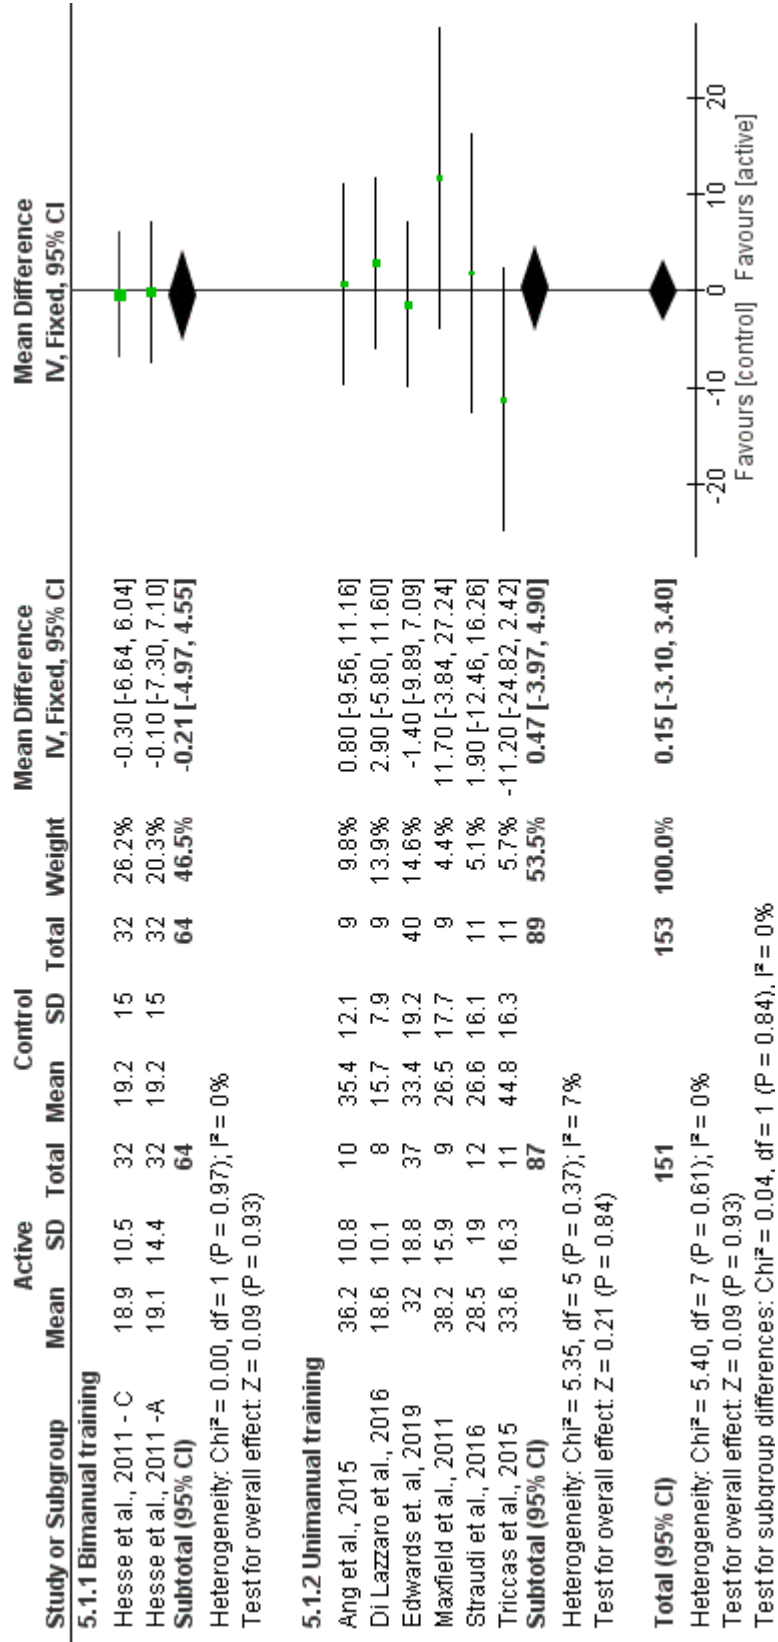 Active Control Mean Difference Mean Difference
Study or Subgroup Mean SD Total Mean SD Total Weight IV, Fixed, 95% CI IV, Fixed, 95% CI
5.1.1 Bimanual training
Hesse et al., 2011 - C 18.9 10.5 32 19.2 15 32 26.2% -0.30 [-6.64, 6.04]
Hesse et al., 2011 -A 19.1 14.4 32 19.2 15 32 20.3% -0.10 [-7.30, 7.10]
Subtotal (95% CI) 64 64 46.5% -0.21 [-4.97, 4.55]
Heterogeneity: Chi² = 0.00, df = 1 (P = 0.97); I² = 0%
Test for overall effect: Z = 0.09 (P = 0.93)
5.1.2 Unimanual training
Ang et al., 2015 36.2 10.8 10 35.4 12.1 9 9.8% 0.80 [-9.56, 11.16]
Di Lazzaro et al., 2016 18.6 10.1 8 15.7 7.9 9 13.9% 2.90 [-5.80, 11.60]
Edwards et. al, 2019 32 18.8 37 33.4 19.2 40 14.6% -1.40 [-9.89, 7.09]
Maxfield et al., 2011 38.2 15.9 9 26.5 17.7 9 4.4% 11.70 [-3.84, 27.24]
Straudi et al., 2016 28.5 19 12 26.6 16.1 11 5.1% 1.90 [-12.46, 16.26]
Triccas et al., 2015 33.6 16.3 11 44.8 16.3 11 5.7% -11.20 [-24.82, 2.42]
Subtotal (95% CI) 87 89 53.5% 0.47 [-3.97, 4.90]
Heterogeneity: Chi² = 5.35, df = 5 (P = 0.37); I² = 7%
Test for overall effect: Z = 0.21 (P = 0.84)
Total (95% CI) 151 153 100.0% 0.15 [-3.10, 3.40]
Heterogeneity: Chi² = 5.40, df = 7 (P = 0.61); I² = 0%
Test for overall effect: Z = 0.09 (P = 0.93)
Test for subgroup differences: Chi² = 0.04, df = 1 (P = 0.84), I² = 0%
-20 -10 0 10 20
Favours [control] Favours [active]